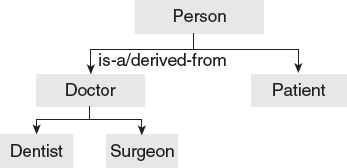 Person
is-a/derived-from
Doctor
Patient
Dentist
Surgeon